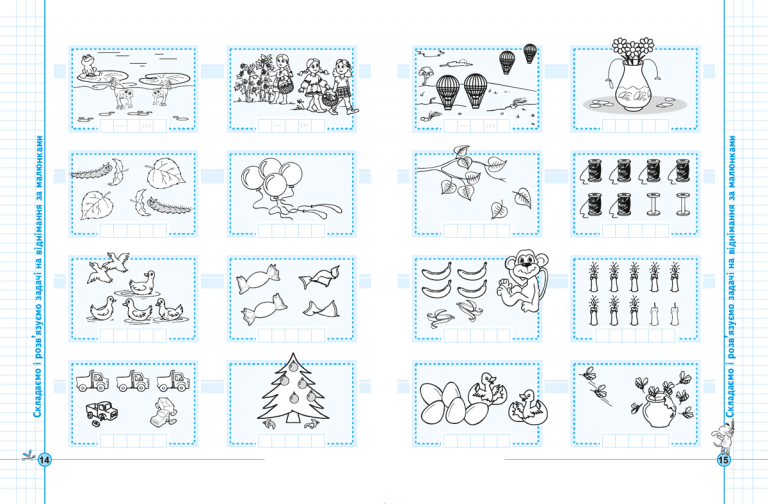 Складаємо і розв'язуємо задачі на віднімання за малюнками
14
Складаємо і розв'язуємо задачі на віднімання за малюнками
15